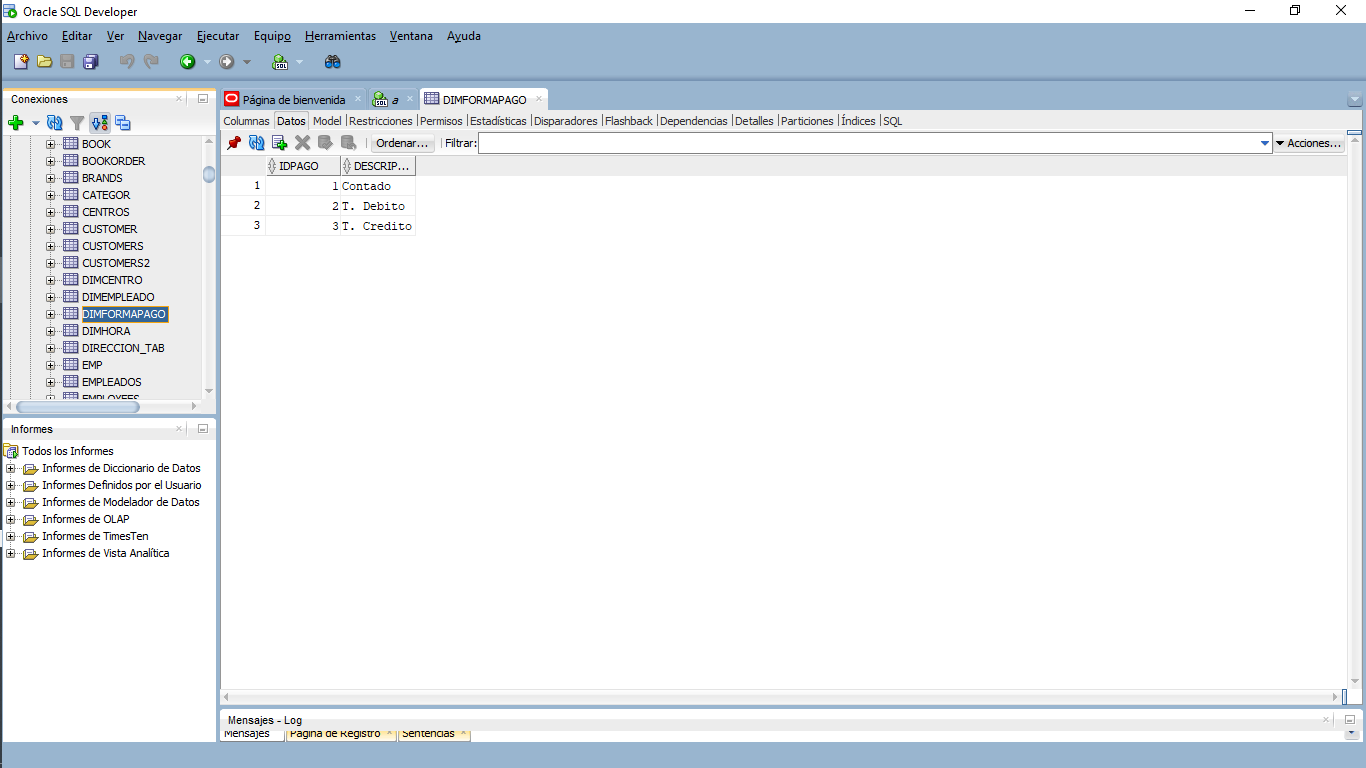 Oracle SQL Developer
Archivo Editar Ver Navegar Ejecutar Equipo Herramientas Ventana Ayuda
Conexiones
BOOK
BOOKORDER
BRANDS
CATEGOR
CENTROS
CUSTOMER
CUSTOMERS
CUSTOMERS2
DIMCENTRO
DIMEMPLEADO
DIMFORMAPAGO
DIMHORA
DIRECCION_TAB
EMP
EMPLEADOS
EMPLOYEES
Informes
Todos los Informes
Informes de Diccionario de Datos
Informes Definidos por el Usuario
Informes de Modelador de Datos
Informes de OLAP
Informes de TimesTen
Informes de Vista Analítica
Página de bienvenida a DIMFORMAPAGO
Columnas Datos Model Restricciones Permisos Estadísticas Disparadores Flashback Dependencias Detalles Particiones Índices SQL
Ordenar... Filtrar: Acciones...
IDPAGO DESCRIP...
1 1 Contado
2 2 T. Debito
3 3 T. Credito
Mensajes - Log
Mensajes Página de Registro Sentencias